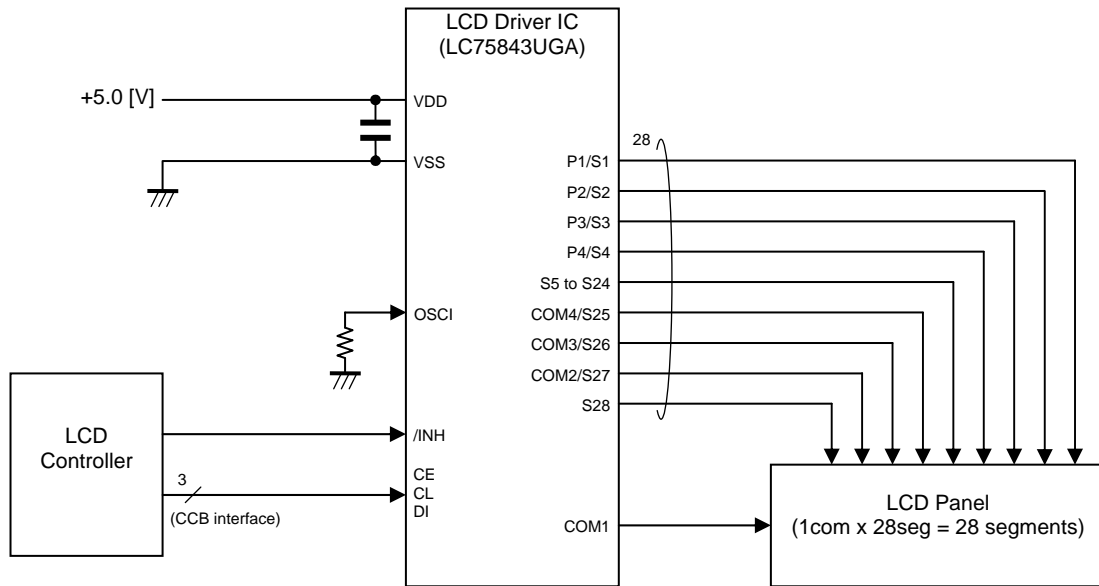 LCD Driver IC
(LC75843UGA)
+5.0 [V]
VDD
VSS
28
P1/S1
P2/S2
P3/S3
P4/S4
S5 to S24
OSCI
COM4/S25
COM3/S26
COM2/S27
S28
LCD
Controller
/INH
3
(CCB interface)
CE
CL
DI
COM1
LCD Panel
(1com x 28seg = 28 segments)